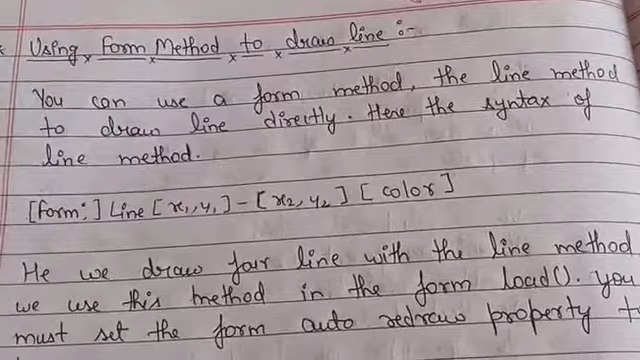 Using Form Method to draw line :-
You can use a form method, the line method
to draw line directly. Here the syntax of
line method.
[Form:] Line [x₁,y₁] - [x₂,y₂] [color]
He we draw fair line with the line method
we use this method in the form load(). you
must set the form auto redraw property to